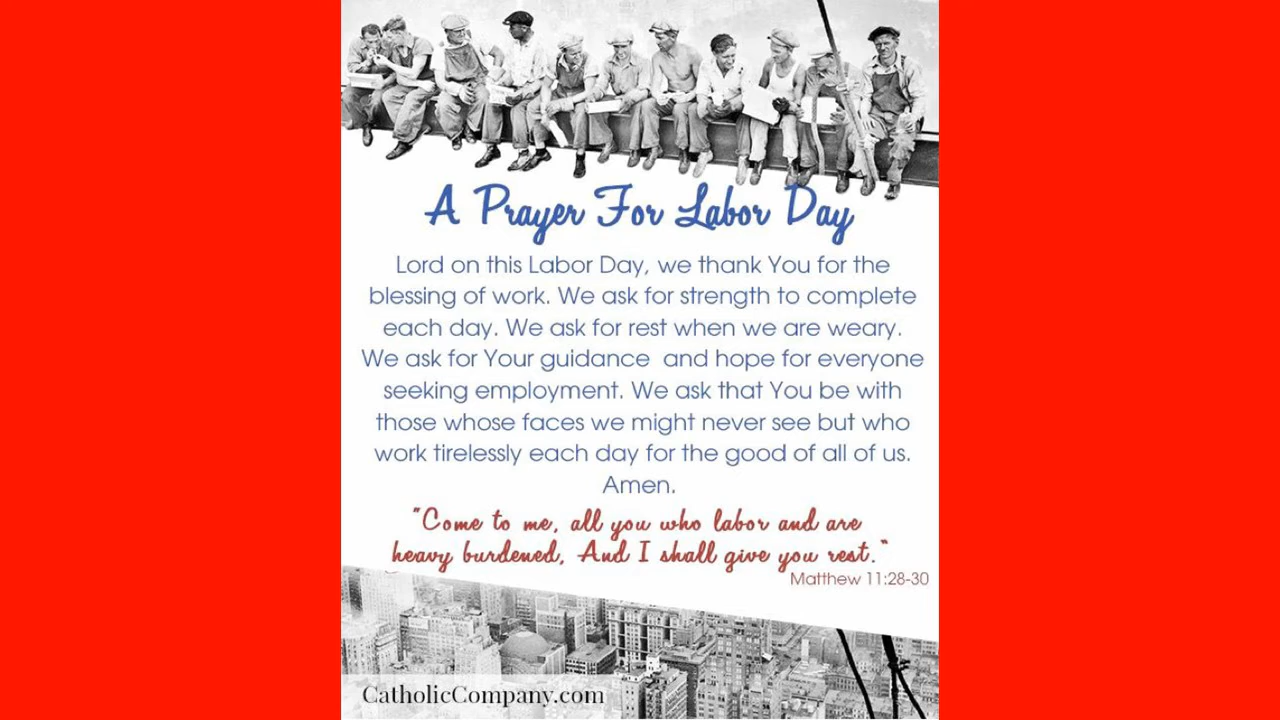 A Prayer For Labor Day
Lord on this Labor Day, we thank You for the
blessing of work. We ask for strength to complete
each day. We ask for rest when we are weary.
We ask for Your guidance  and hope for everyone
seeking employment. We ask that You be with
those whose faces we might never see but who
work tirelessly each day for the good of all of us.
Amen.
"Come to me, all you who labor and are
heavy burdened, And I shall give you rest."
Matthew 11:28-30
CatholicCompany.com